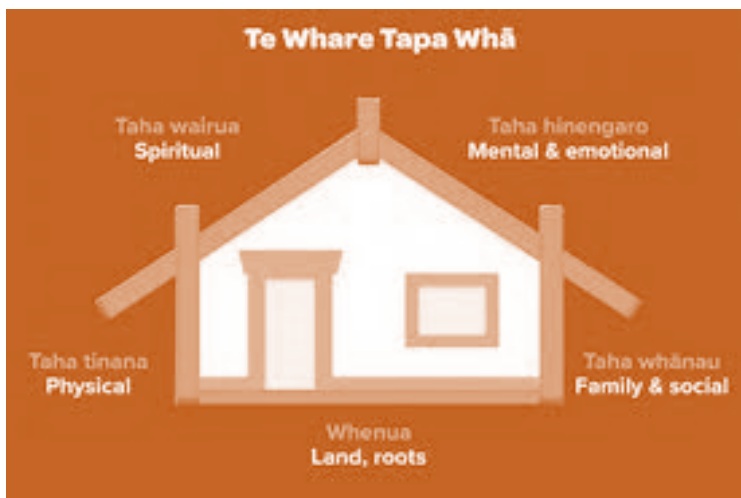 Te Whare Tapa Whā
Taha wairua
Spiritual
Taha hinengaro
Mental & emotional
Taha tinana
Physical
Taha whānau
Family & social
Whenua
Land, roots